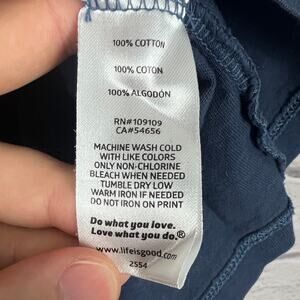 100% COTTON
100% COTON
100% ALGODÓN
RN#109109
CA#54656
MACHINE WASH COLD
WITH LIKE COLORS
ONLY NON-CHLORINE
BLEACH WHEN NEEDED
TUMBLE DRY LOW
WARM IRON IF NEEDED
DO NOT IRON ON PRINT
Do what you love.
Love what you do.®
www.lifeisgood.com
2554